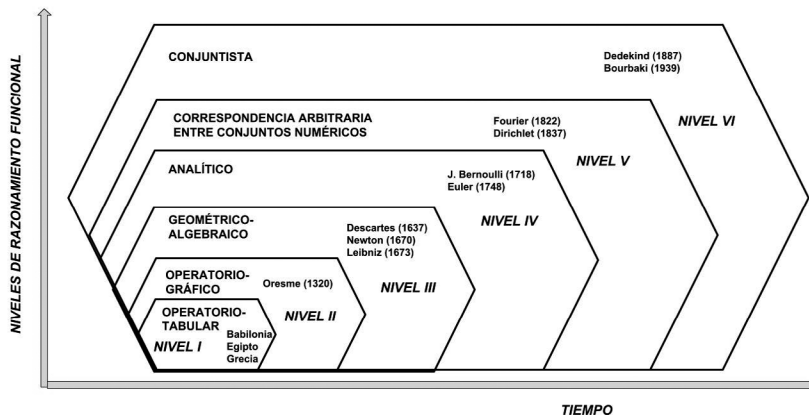 NIVELES DE RAZONAMIENTO FUNCIONAL
CONJUNTISTA
Dedekind (1887)
Bourbaki (1939)
NIVEL VI
CORRESPONDENCIA ARBITRARIA
ENTRE CONJUNTOS NUMÉRICOS
Fourier (1822)
Dirichlet (1837)
NIVEL V
ANALÍTICO
J. Bernoulli (1718)
Euler (1748)
NIVEL IV
GEOMÉTRICO-
ALGEBRAICO
Descartes (1637)
Newton (1670)
Leibniz (1673)
NIVEL III
OPERATORIO-
GRÁFICO
Oresme (1320)
NIVEL II
OPERATORIO-
TABULAR
NIVEL I
Babilonia
Egipto
Grecia
TIEMPO